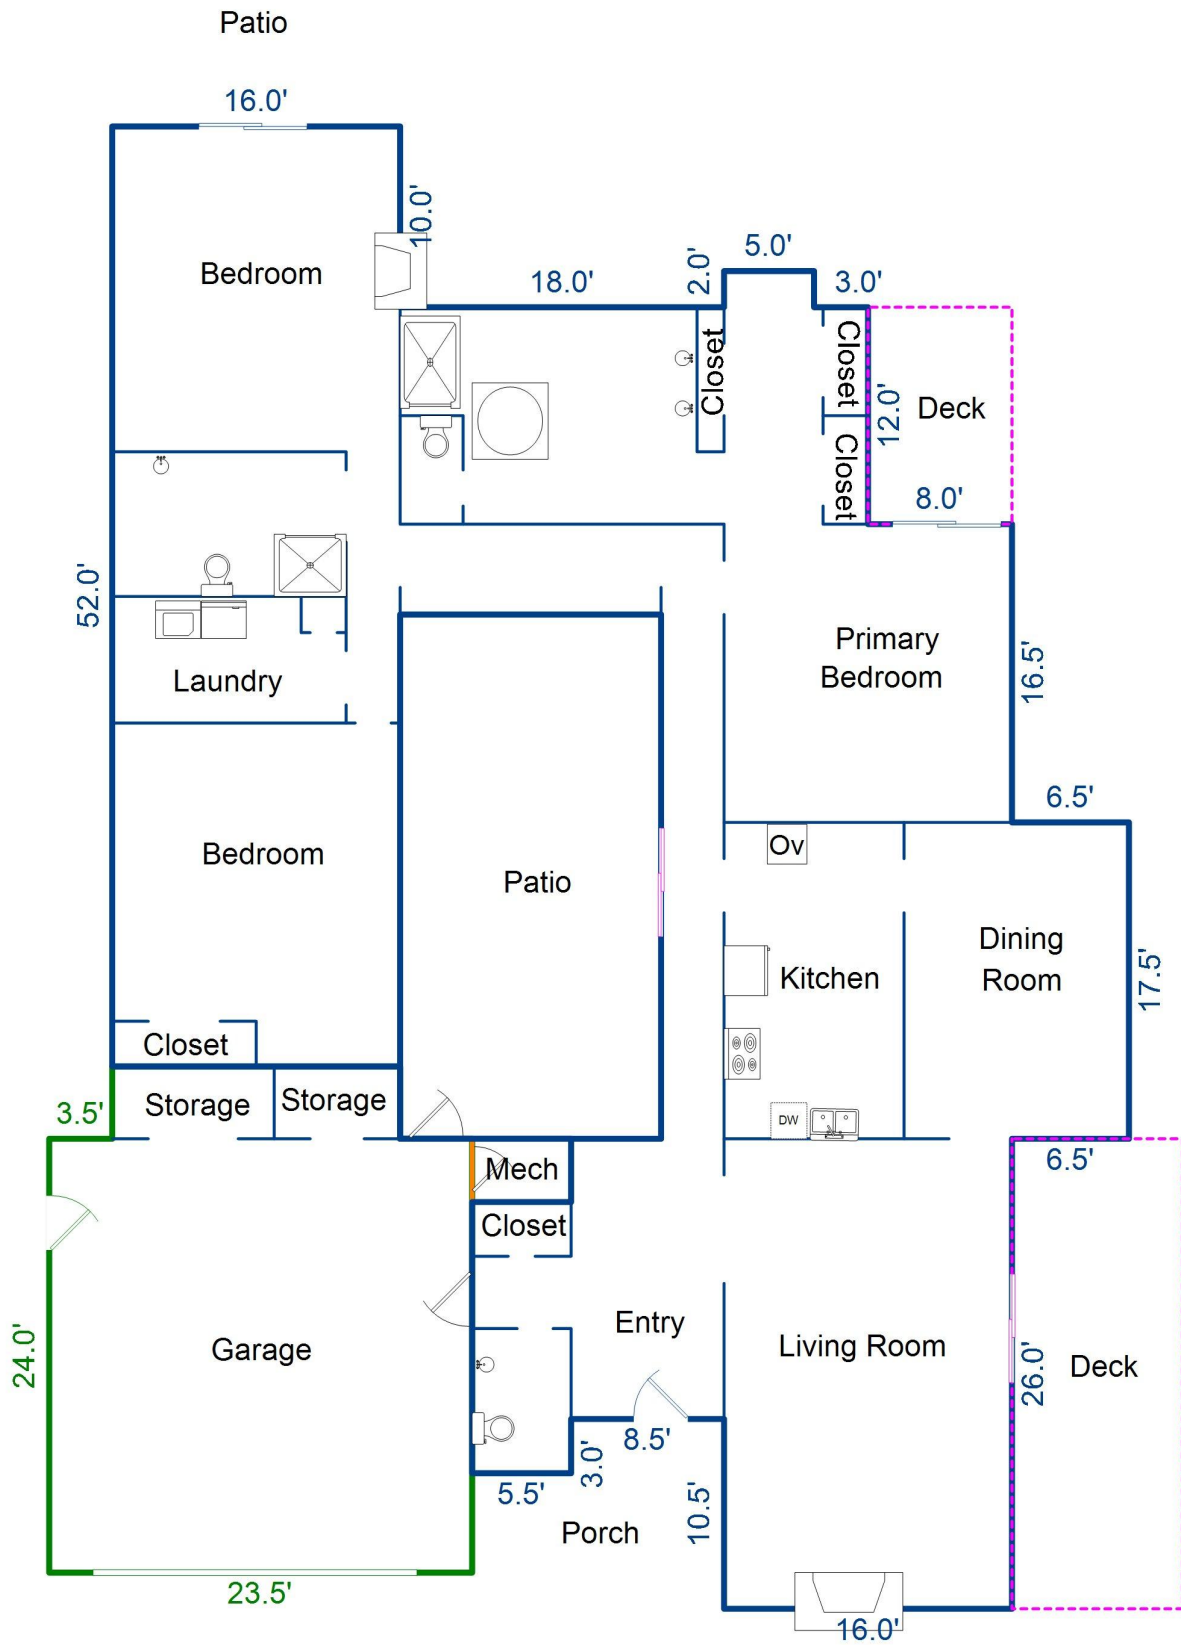 Patio
16.0'
10.0'
Bedroom
18.0'
2.0'
5.0'
3.0'
Closet
Closet
12.0'
Deck
Closet
8.0'
52.0'
Laundry
Primary
Bedroom
16.5'
6.5'
Bedroom
Patio
Ov
Kitchen
Dining
Room
17.5'
Closet
Storage
Storage
3.5'
DW
6.5'
Mech
Closet
24.0'
Garage
Entry
Living Room
26.0'
Deck
8.5'
3.0'
5.5'
10.5'
Porch
23.5'
16.0'